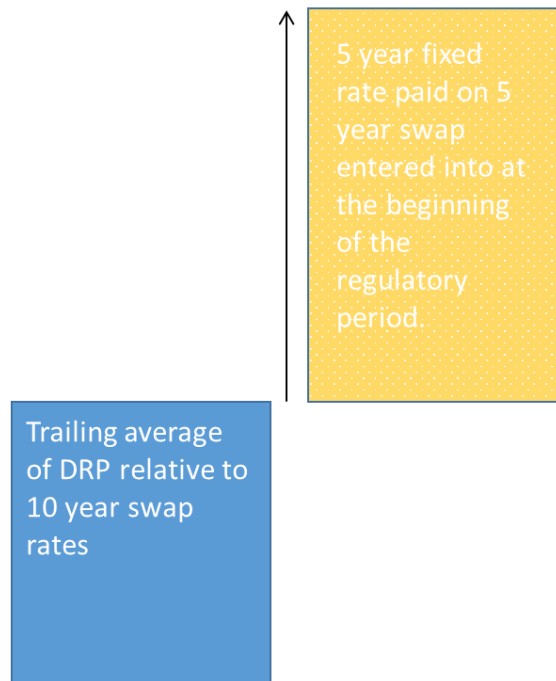 5 year fixed
rate paid on 5
year swap
entered into at
the beginning
of the
regulatory
period.
Trailing average
of DRP relative to
10 year swap
rates